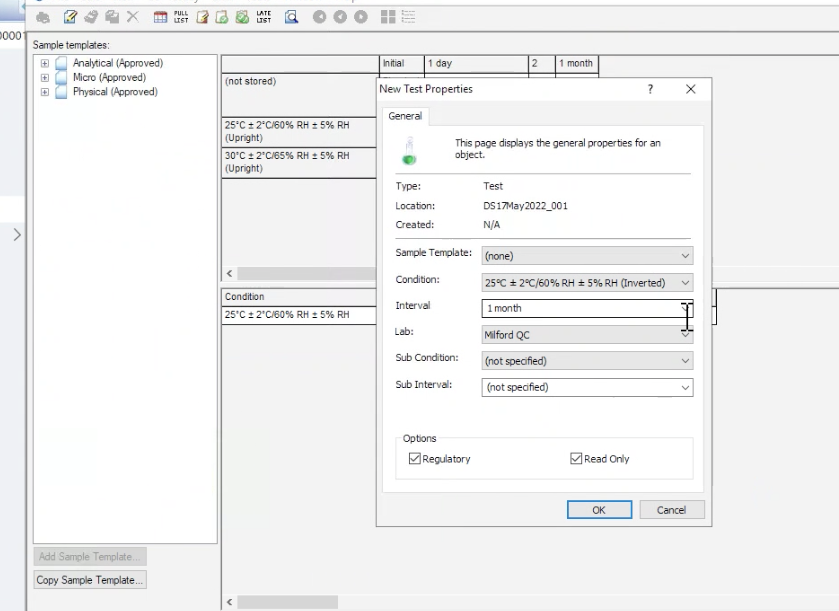 PULL
LIST
LATE
LIST
00001
Sample templates:
Analytical (Approved)
Micro (Approved)
Physical (Approved)
Initial
1 day
2
1 month
(not stored)
25°C ± 2°C/60% RH ± 5% RH
(Upright)
30°C ± 2°C/65% RH ± 5% RH
(Upright)
Condition
25°C ± 2°C/60% RH ± 5% RH
New Test Properties
?
General
This page displays the general properties for an
object.
Type: Test
Location: DS17May2022_001
Created: N/A
Sample Template: (none)
Condition: 25°C ± 2°C/60% RH ± 5% RH (Inverted)
Interval 1 month
Lab: Milford QC
Sub Condition: (not specified)
Sub Interval: (not specified)
Options
Regulatory
Read Only
OK
Cancel
Add Sample Template...
Copy Sample Template...